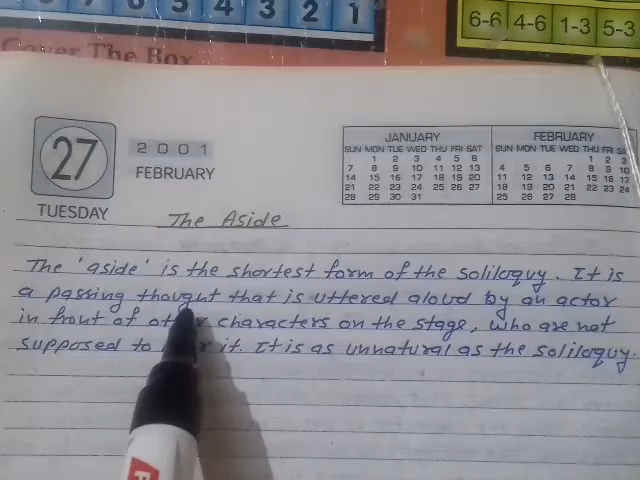 6 5 4 3 2 1
6-6 4-6 1-3 5-3
Cover The Box
27
2001
FEBRUARY
TUESDAY
JANUARY
SUN MON TUE WED THU FRI SAT
1 2 3 4 5 6
7 8 9 10 11 12 13
14 15 16 17 18 19 20
21 22 23 24 25 26 27
28 29 30 31
FEBRUARY
SUN MON TUE WED THU FRI
1 2 3
4 5 6 7 8 9 10
11 12 13 14 15 16 17
18 19 20 21 22 23 24
25 26 27 28
The Aside
The 'aside' is the shortest form of the soliloquy. It is
a passing thought that is uttered aloud by an actor
in front of characters on the stage, who are not
supposed to it. It is as unnatural as the soliloquy.